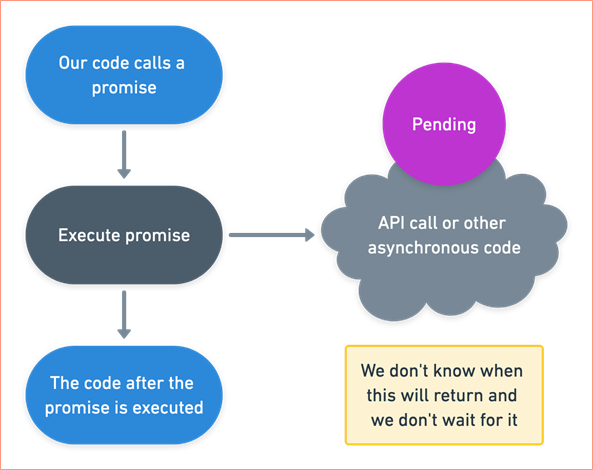 Our code calls a
promise
Pending
Execute promise
API call or other
asynchronous code
The code after the
promise is executed
We don't know when
this will return and
we don't wait for it